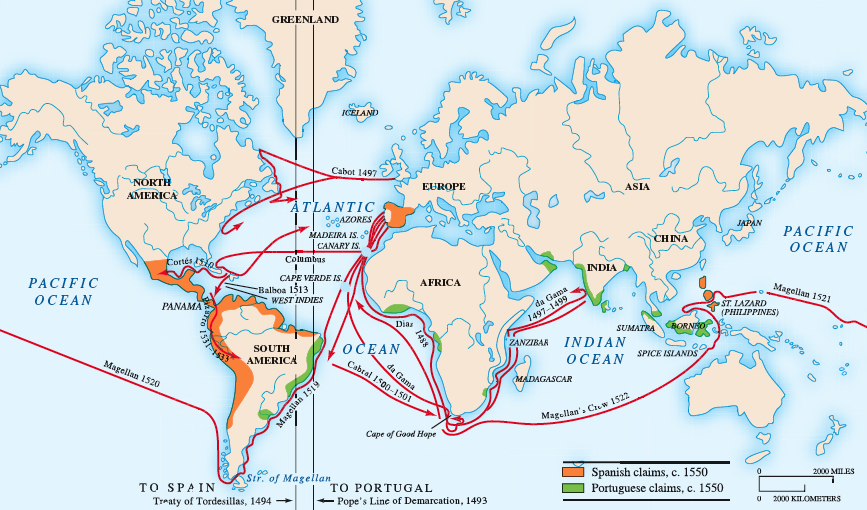 GREENLAND
ICELAND
Cabot 1497
NORTH
AMERICA
EUROPE
ASIA
ATLANTIC
AZORES
MADEIRA IS.
CANARY IS.
JAPAN
PACIFIC
OCEAN
CHINA
Cortés 1519
Columbus
INDIA
CAPE VERDE IS.
AFRICA
PACIFIC
OCEAN
Balboa 1513
WEST INDIES
PANAMA
da Gama
1497–1499
Magellan 1521
ST. LAZARD
(PHILIPPINES)
Pizarro 1531–1533
Dias 1488
SUMATRA
BORNEO
ZANZIBAR
INDIAN
OCEAN
SPICE ISLANDS
SOUTH
AMERICA
OCEAN
da Gama
Cabral 1500–1501
MADAGASCAR
Magellan 1520
Magellan 1519
Magellan's Crew 1522
Cape of Good Hope
Str. of Magellan
TO SPAIN
TO PORTUGAL
Treaty of Tordesillas, 1494
Pope's Line of Demarcation, 1493
Spanish claims, c. 1550
Portuguese claims, c. 1550
0 2000 MILES
0 2000 KILOMETERS